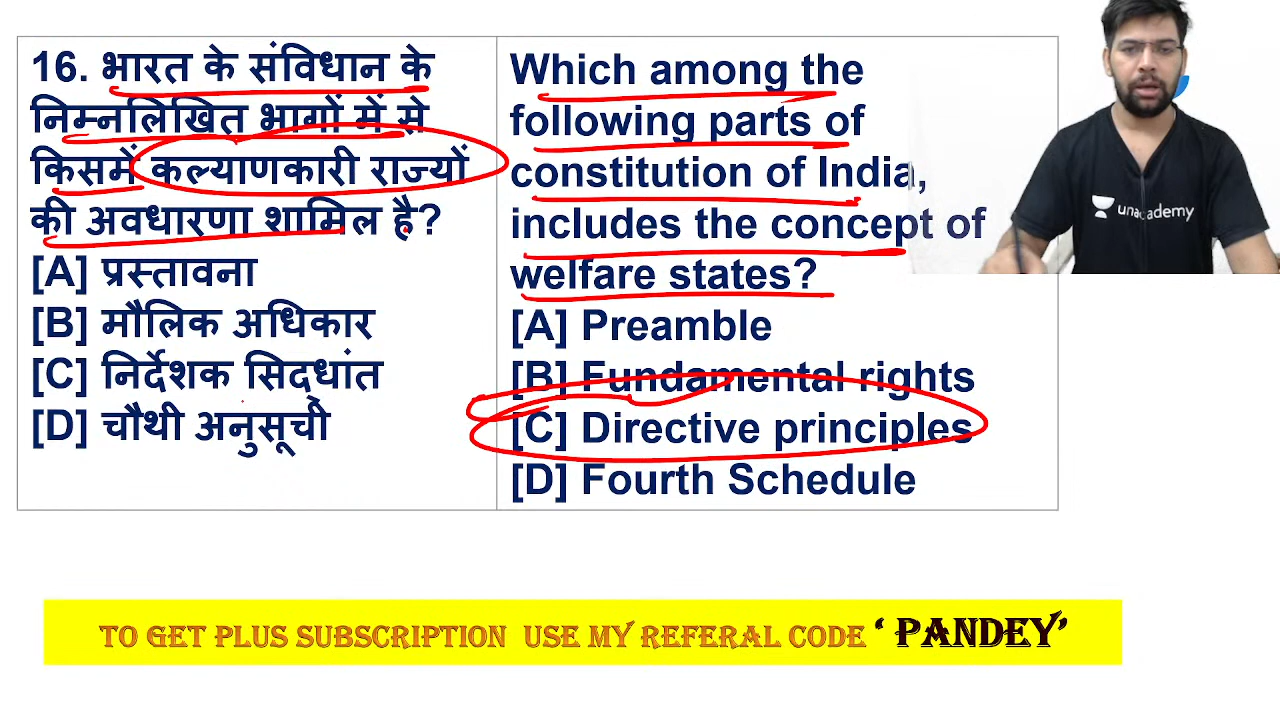 16. भारत के संविधान के
निम्नलिखित भागों में से
किसमें कल्याणकारी राज्यों
की अवधारणा शामिल है?
[A] प्रस्तावना
[B] मौलिक अधिकार
[C] निर्देशक सिद्धांत
[D] चौथी अनुसूची
Which among the
following parts of
constitution of India,
includes the concept of
welfare states?
[A] Preamble
[B] Fundamental rights
[C] Directive principles
[D] Fourth Schedule
unacademy
TO GET PLUS SUBSCRIPTION USE MY REFERAL CODE ‘ PANDEY’